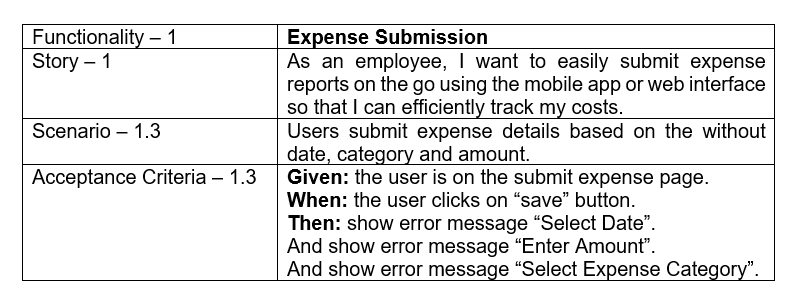 Functionality – 1
Expense Submission
Story – 1
As an employee, I want to easily submit expense
reports on the go using the mobile app or web interface
so that I can efficiently track my costs.
Scenario – 1.3
Users submit expense details based on the without
date, category and amount.
Acceptance Criteria – 1.3
Given: the user is on the submit expense page.
When: the user clicks on “save” button.
Then: show error message “Select Date”.
And show error message “Enter Amount”.
And show error message “Select Expense Category”.